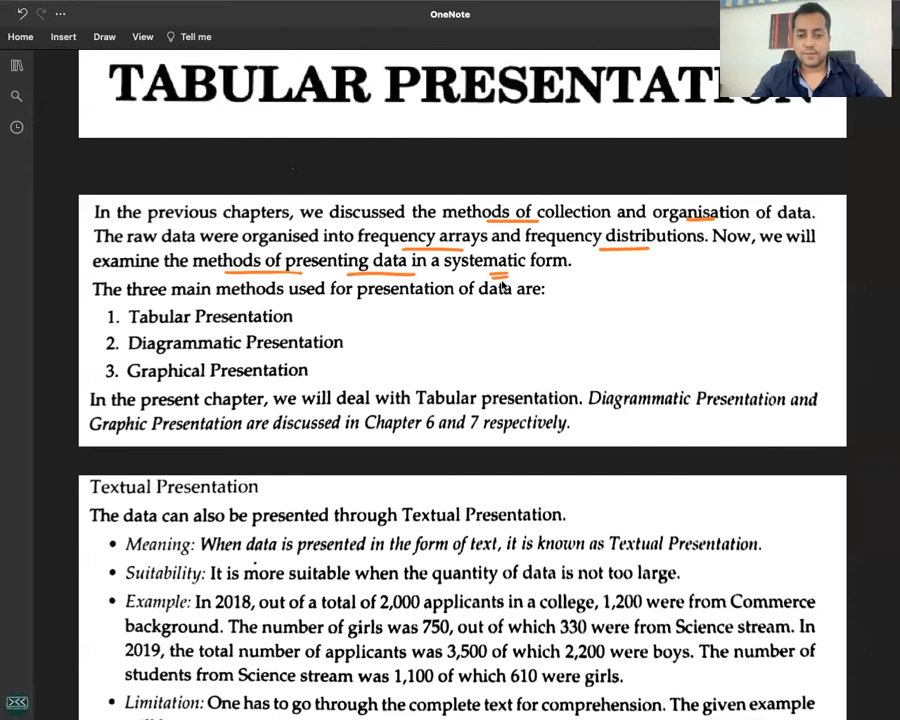 OneNote
Home Insert Draw View Tell me
TABULAR PRESENTATION
In the previous chapters, we discussed the methods of collection and organisation of data.
The raw data were organised into frequency arrays and frequency distributions. Now, we will
examine the methods of presenting data in a systematic form.
The three main methods used for presentation of data are:
1. Tabular Presentation
2. Diagrammatic Presentation
3. Graphical Presentation
In the present chapter, we will deal with Tabular presentation. Diagrammatic Presentation and
Graphic Presentation are discussed in Chapter 6 and 7 respectively.
Textual Presentation
The data can also be presented through Textual Presentation.
• Meaning: When data is presented in the form of text, it is known as Textual Presentation.
• Suitability: It is more suitable when the quantity of data is not too large.
• Example: In 2018, out of a total of 2,000 applicants in a college, 1,200 were from Commerce
background. The number of girls was 750, out of which 330 were from Science stream. In
2019, the total number of applicants was 3,500 of which 2,200 were boys. The number of
students from Science stream was 1,100 of which 610 were girls.
• Limitation: One has to go through the complete text for comprehension. The given example